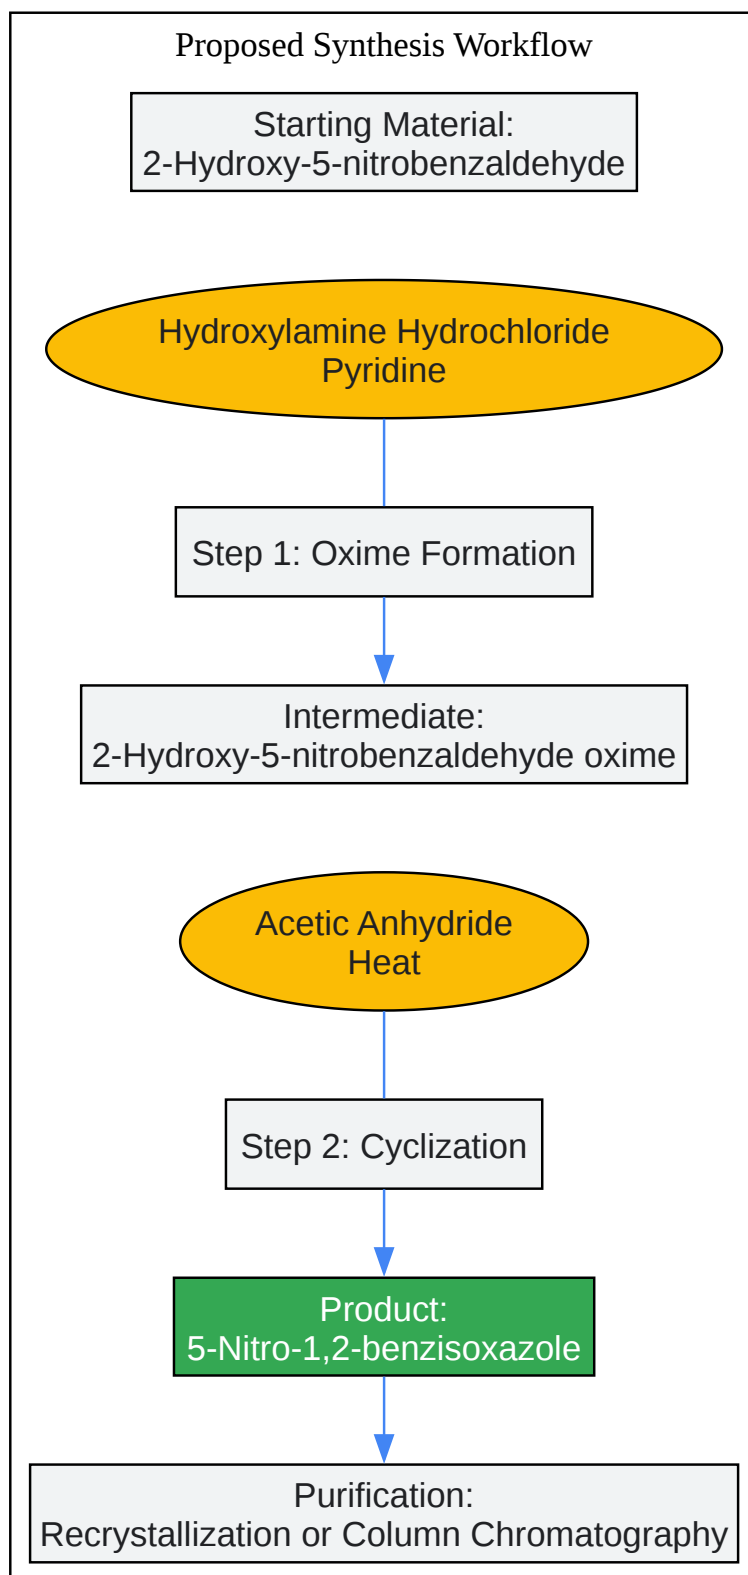 Proposed Synthesis Workflow
Starting Material:
2-Hydroxy-5-nitrobenzaldehyde
Hydroxylamine Hydrochloride
Pyridine
Step 1: Oxime Formation
Intermediate:
2-Hydroxy-5-nitrobenzaldehyde oxime
Acetic Anhydride
Heat
Step 2: Cyclization
Product:
5-Nitro-1,2-benzisoxazole
Purification:
Recrystallization or Column Chromatography